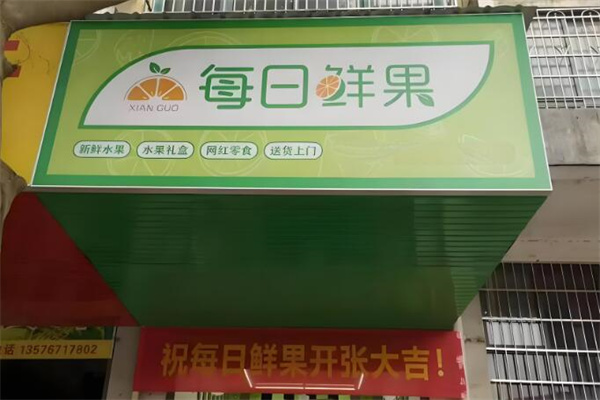 每日鲜果
XIAN GUO
新鲜水果 水果礼盒 网红零食 送货上门
话 13576717802
祝每日鲜果开张大吉！